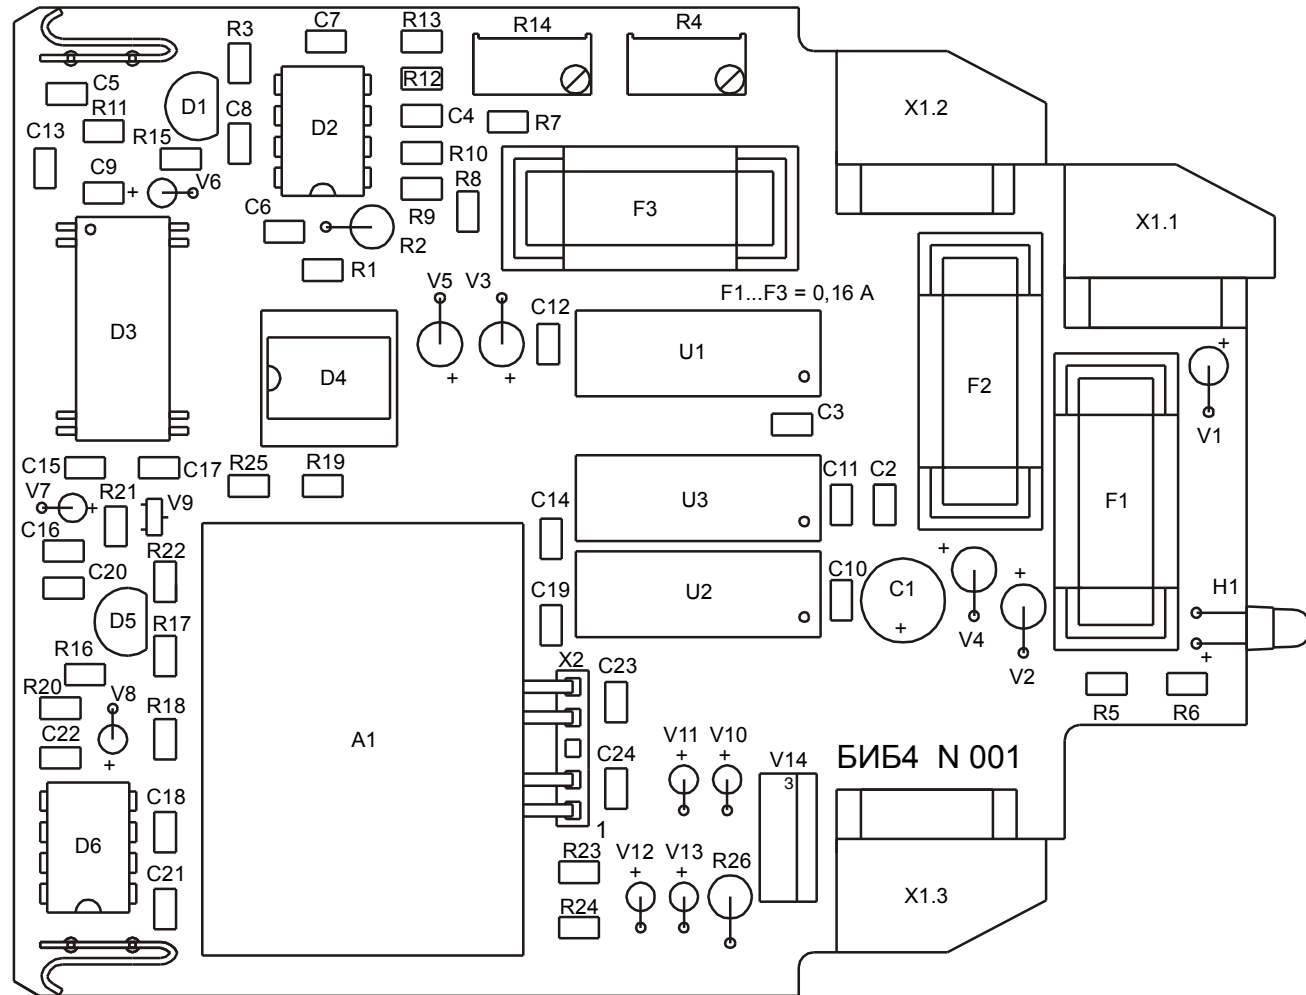 C7
R13
R14
R4
R3
R12
C5
D1
C8
D2
C4
R7
X1.2
R11
C13
R15
R10
C9
+
V6
R8
F3
C6
R9
R2
X1.1
R1
V5
V3
F1...F3 = 0,16 A
D3
C12
U1
+
D4
+
+
F2
C3
V1
C15
C17
R25
R19
C11
C2
V7
R21
V9
C14
U3
F1
+
C16
R22
+
C20
C10
+
C19
U2
C1
H1
D5
R17
+
V4
R16
X2
C23
V2
+
R20
V8
R18
R5
R6
A1
V11
V10
C22
+
C24
+
+
V14
БИБ4 N 001
3
C18
1
D6
R23
V12
V13
R26
C21
+
+
X1.3
R24